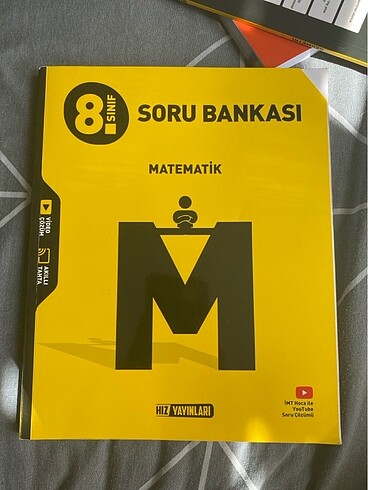 8. SINIF
SORU BANKASI
MATEMATİK
VİDEO
ÇÖZÜM
AKILLI
TAHTA
M
HIZ YAYINLARI
İMT Hoca ile
YouTube
Soru Çözümü